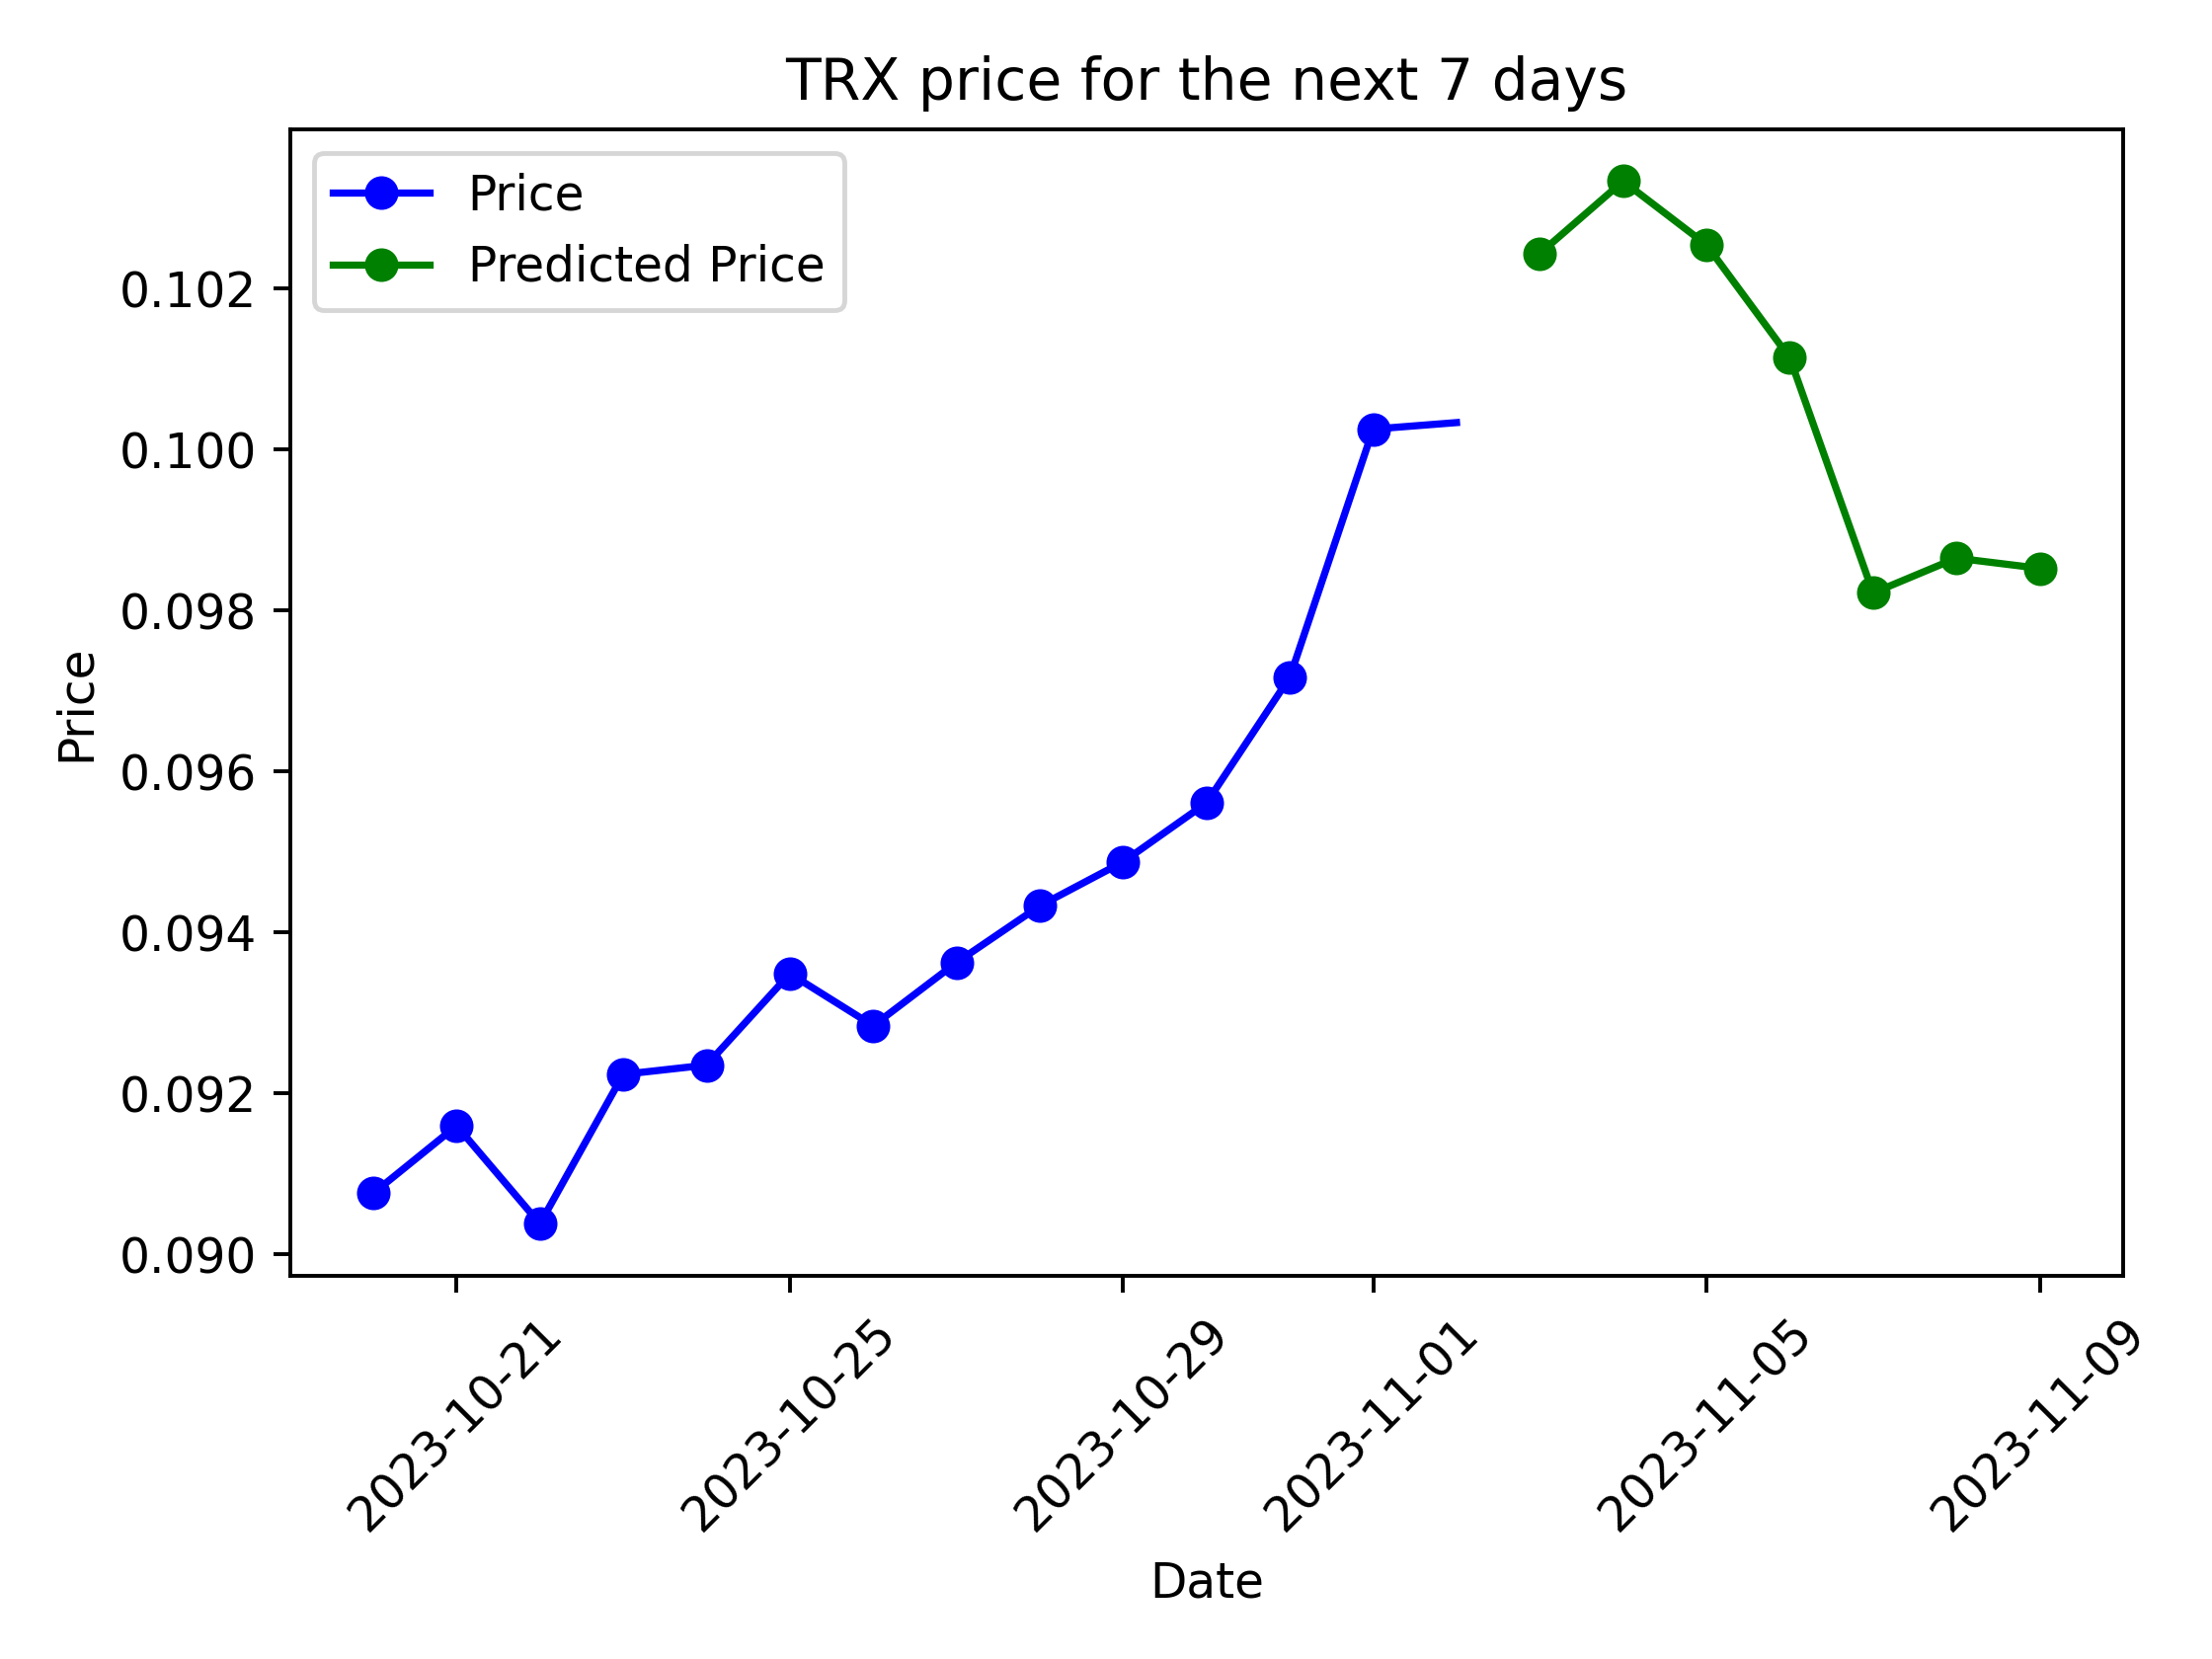 TRX price for the next 7 days
Price
Predicted Price
0.102
0.100
0.098
0.096
0.094
0.092
0.090
Price
2023-10-21
2023-10-25
2023-10-29
2023-11-01
2023-11-05
2023-11-09
Date